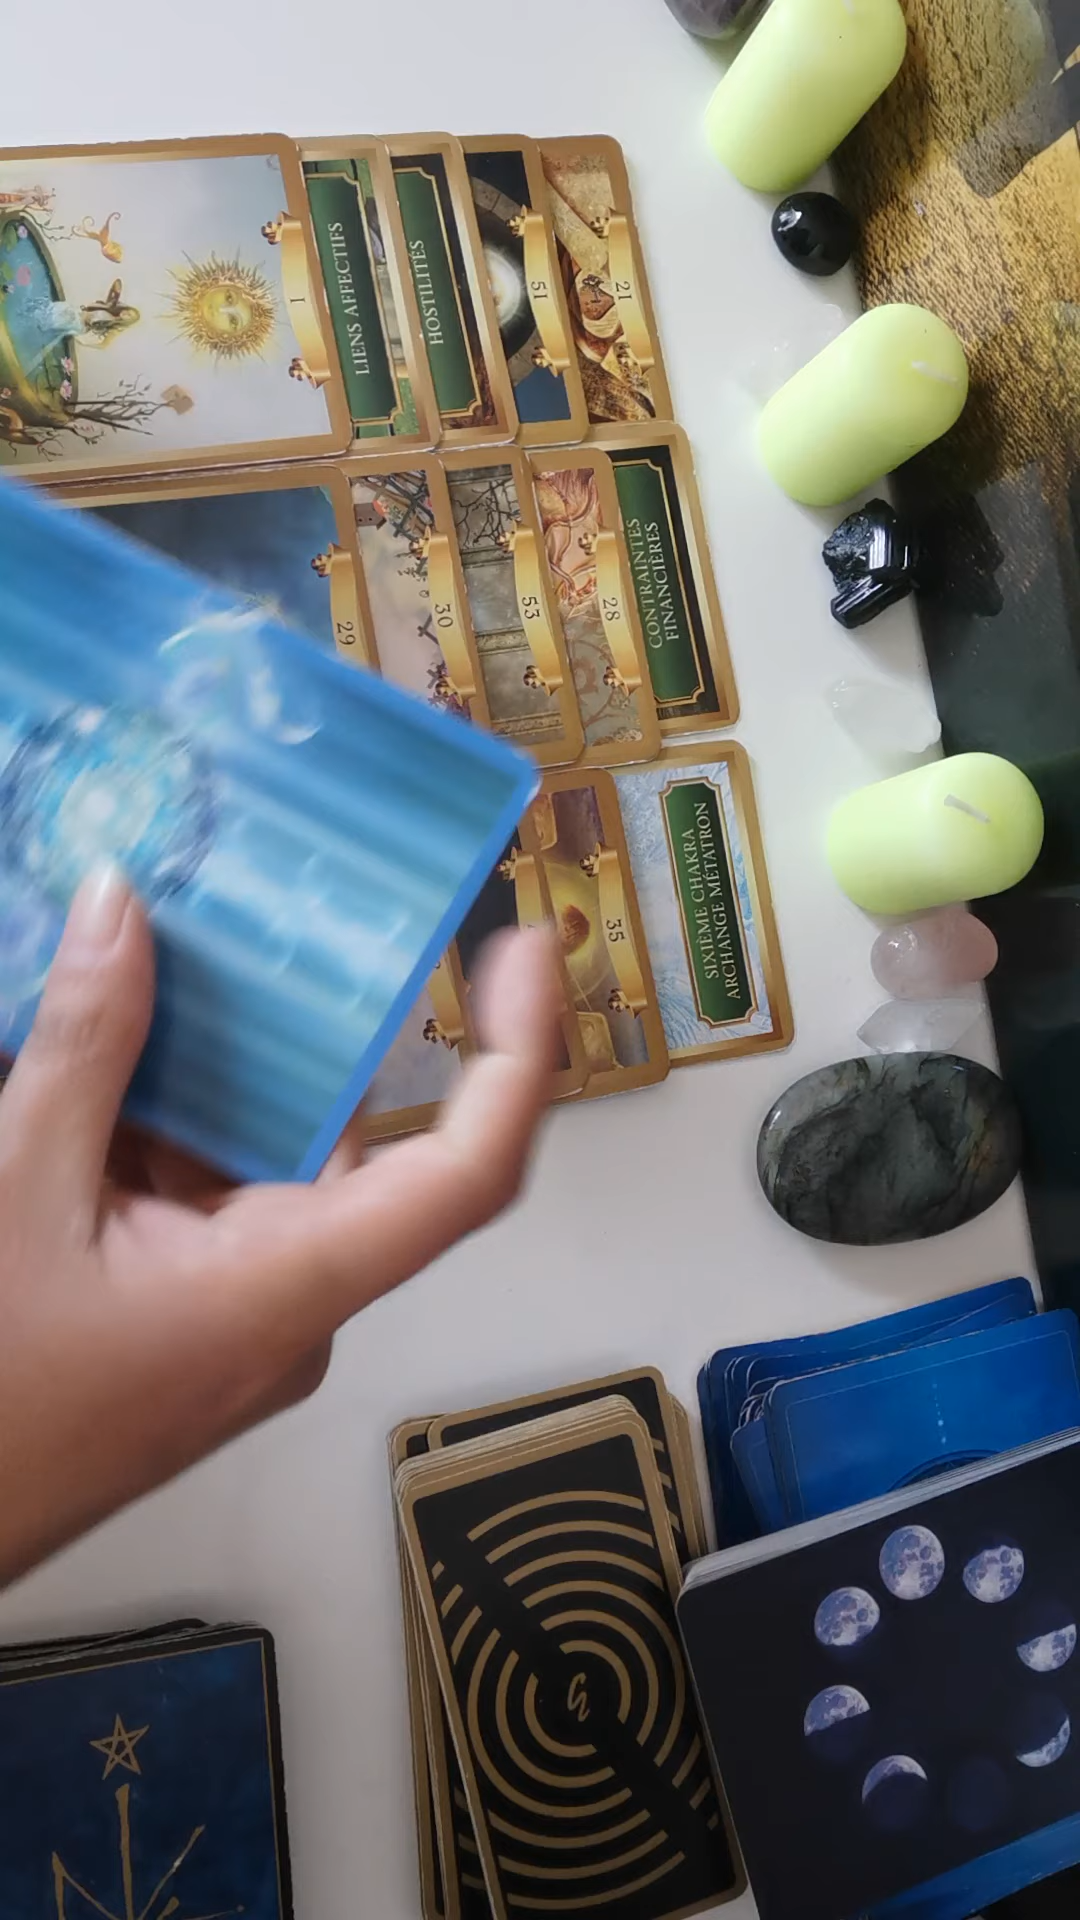 1
LIENS AFFECTIFS
HOSTILITÉS
51
21
29
30
53
28
CONTRAINTES
FINANCIÈRES
35
SIXIÈME CHAKRA
ARCHANGE MÉTATRON